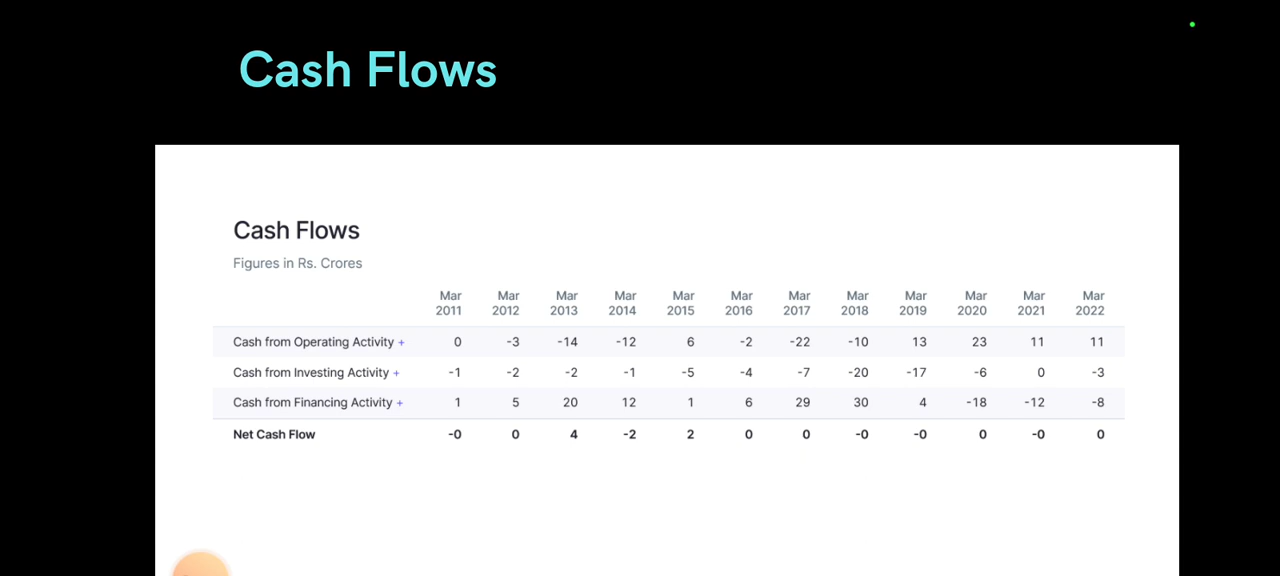 Cash Flows
Cash Flows
Figures in Rs. Crores
Mar 2011 Mar 2012 Mar 2013 Mar 2014 Mar 2015 Mar 2016 Mar 2017 Mar 2018 Mar 2019 Mar 2020 Mar 2021 Mar 2022
Cash from Operating Activity + 0 -3 -14 -12 6 -2 -22 -10 13 23 11 11
Cash from Investing Activity + -1 -2 -2 -1 -5 -4 -7 -20 -17 -6 0 -3
Cash from Financing Activity + 1 5 20 12 1 6 29 30 4 -18 -12 -8
Net Cash Flow -0 0 4 -2 2 0 0 -0 -0 0 -0 0